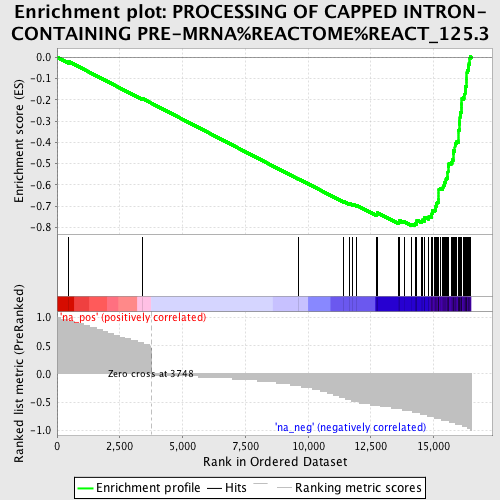 Enrichment plot: PROCESSING OF CAPPED INTRON-
CONTAINING PRE-MRNA%REACTOME%REACT_125.3
Enrichment score (ES)
0.0
-0.1
-0.2
-0.3
-0.4
-0.5
-0.6
-0.7
-0.8
Ranked list metric (PreRanked)
1.0
0.5
0.0
-0.5
-1.0
'na_pos' (positively correlated)
Zero cross at 3748
'na_neg' (negatively correlated)
0 2,500 5,000 7,500 10,000 12,500 15,000
Rank in Ordered Dataset
Enrichment profile Hits Ranking metric scores